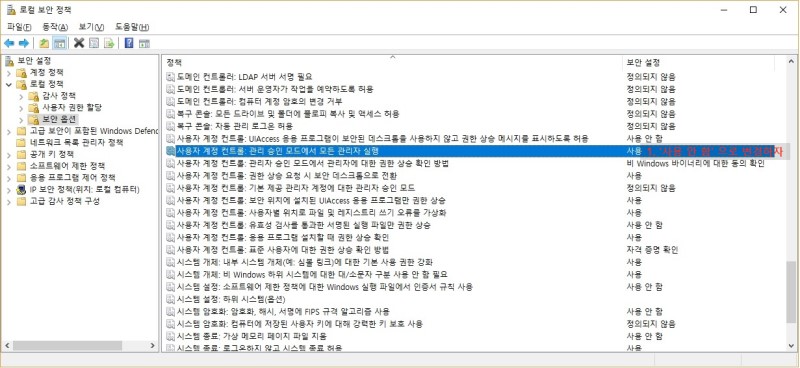 로컬 보안 정책
파일(F) 동작(A) 보기(V) 도움말(H)
보안 설정
계정 정책
로컬 정책
감사 정책
사용자 권한 할당
보안 옵션
고급 보안이 포함된 Windows Defenc
네트워크 목록 관리자 정책
공개 키 정책
소프트웨어 제한 정책
응용 프로그램 제어 정책
IP 보안 정책(위치: 로컬 컴퓨터)
고급 감사 정책 구성
정책 보안 설정
도메인 컨트롤러: LDAP 서버 서명 필요 정의되지 않음
도메인 컨트롤러: 서버 운영자가 작업을 예약하도록 허용 정의되지 않음
도메인 컨트롤러: 컴퓨터 계정 암호의 변경 거부 정의되지 않음
복구 콘솔: 모든 드라이브 및 폴더에 플로피 복사 및 액세스 허용 정의되지 않음
복구 콘솔: 자동 관리 로그온 허용 정의되지 않음
사용자 계정 컨트롤: UIAccess 응용 프로그램이 보안된 데스크톱을 사용하지 않고 권한 상승 메시지를 표시하도록 허용 사용 안 함
사용자 계정 컨트롤: 관리 승인 모드에서 모든 관리자 실행 사용 1. "사용 안 함" 으로 변경하자
사용자 계정 컨트롤: 관리자 승인 모드에서 관리자에 대한 권한 상승 확인 방법 비 Windows 바이너리에 대한 동의 확인
사용자 계정 컨트롤: 권한 상승 요청 시 보안 데스크톱으로 전환 사용
사용자 계정 컨트롤: 기본 제공 관리자 계정에 대한 관리자 승인 모드 사용
사용자 계정 컨트롤: 보안 위치에 설치된 UIAccess 응용 프로그램만 권한 상승 사용
사용자 계정 컨트롤: 사용자별 위치로 파일 및 레지스트리 쓰기 오류를 가상화 사용
사용자 계정 컨트롤: 유효성 검사를 통과한 서명된 실행 파일만 권한 상승 사용 안 함
사용자 계정 컨트롤: 응용 프로그램 설치할 때 권한 상승 확인 사용
사용자 계정 컨트롤: 표준 사용자에 대한 권한 상승 확인 방법 자격 증명 확인
시스템 개체: 내부 시스템 개체(예: 심볼 링크)에 대한 기본 사용 권한 강화 사용
시스템 개체: 비 Windows 하위 시스템에 대한 대/소문자 구분 사용 안 함 필요 사용
시스템 설정: 소프트웨어 제한 정책에 대한 Windows 실행 파일에서 인증서 규칙 사용 사용 안 함
시스템 설정: 하위 시스템(옵션)
시스템 암호화: 암호화, 해시, 서명에 FIPS 규격 알고리즘 사용 사용 안 함
시스템 암호화: 컴퓨터에 저장된 사용자 키에 대해 강력한 키 보호 사용 정의되지 않음
시스템 종료: 가상 메모리 페이지 파일 지움 사용 안 함
시스템 종료: 로그온하지 않고 시스템 종료 허용 사용